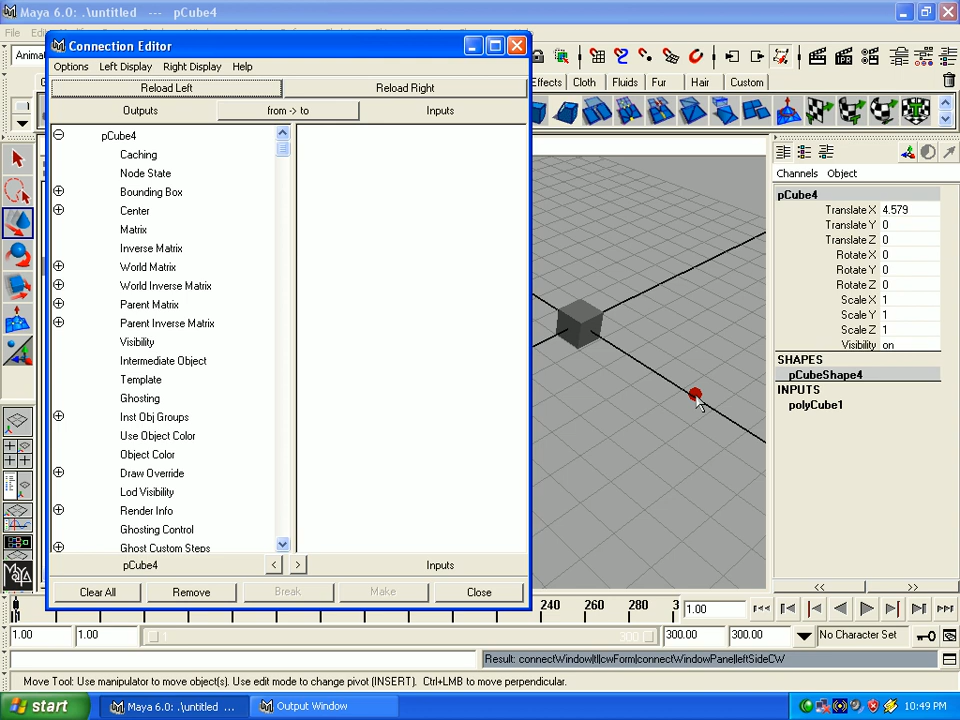 Maya 6.0: .\untitled --- pCube4
Connection Editor
Options Left Display Right Display Help
Reload Left Reload Right
Outputs from -> to Inputs
pCube4
Caching
Node State
Bounding Box
Center
Matrix
Inverse Matrix
World Matrix
World Inverse Matrix
Parent Matrix
Parent Inverse Matrix
Visibility
Intermediate Object
Template
Ghosting
Inst Obj Groups
Use Object Color
Object Color
Draw Override
Lod Visibility
Render Info
Ghosting Control
Ghost Custom Steps
pCube4 < > Inputs
Clear All Remove Break Make Close
Cloth Fluids Fur Hair Custom
Channels Object
pCube4
Translate X 4.579
Translate Y 0
Translate Z 0
Rotate X 0
Rotate Y 0
Rotate Z 0
Scale X 1
Scale Y 1
Scale Z 1
Visibility on
SHAPES
pCubeShape4
INPUTS
polyCube1
<< >>
240 260 280 3 1.00
1.00 1.00 1 300 300.00 300.00 No Character Set
Result: connectWindow|tl|cwForm|connectWindowPane|leftSideCW
Move Tool: Use manipulator to move object(s). Use edit mode to change pivot (INSERT). Ctrl+LMB to move perpendicular.
start Maya 6.0: .\untitled ... Output Window 10:49 PM